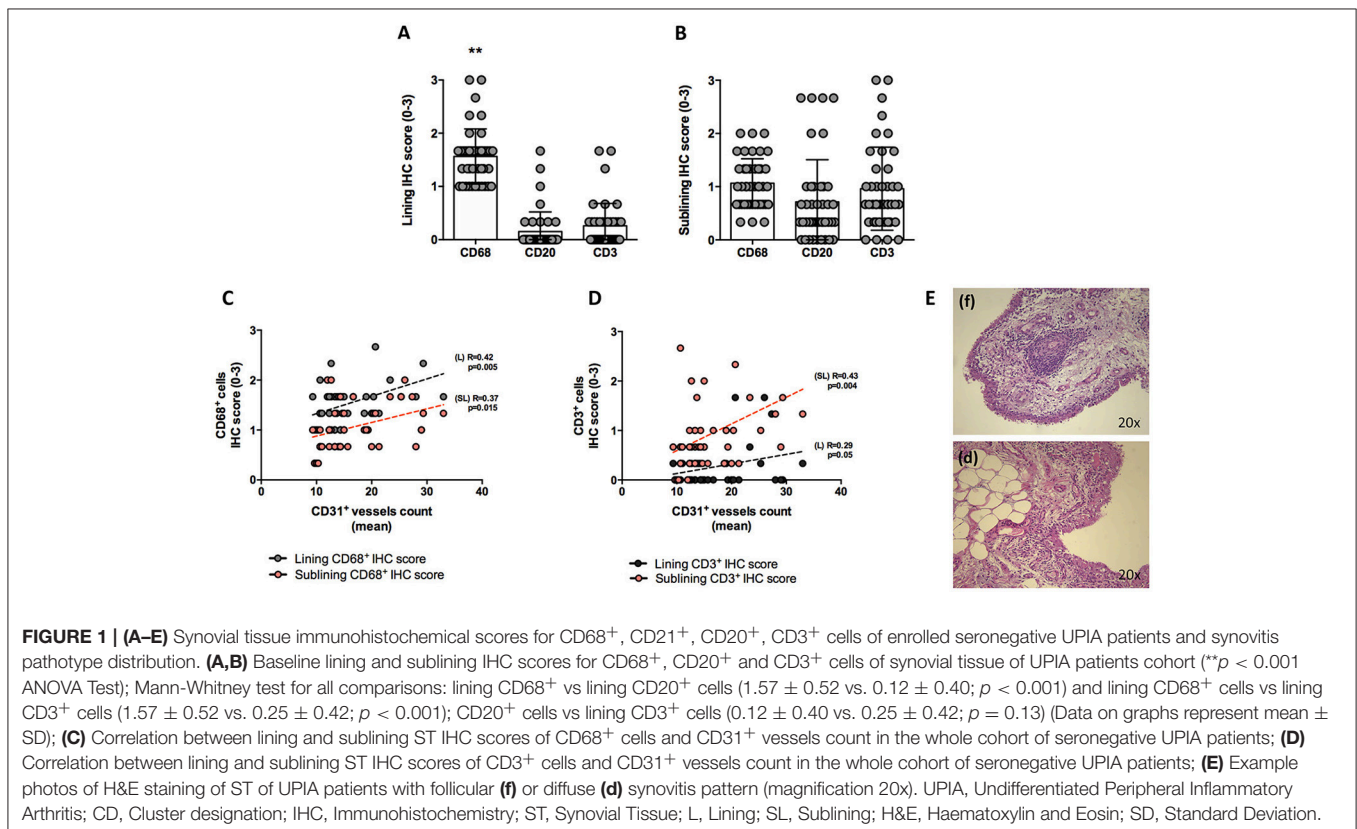 A
B
**
Lining IHC score (0-3)
3
2
1
0
CD68 CD20 CD3
Sublining IHC score (0-3)
3
2
1
0
CD68 CD20 CD3
C
D
E
CD68+ cells
IHC score (0-3)
3
2
1
0
0 10 20 30 40
(L) R=0.42
p=0.005
(SL) R=0.37
p=0.015
CD31+ vessels count
(mean)
Lining CD68+ IHC score
Sublining CD68+ IHC score
CD3+ cells
IHC score (0-3)
3
2
1
0
0 10 20 30 40
(SL) R=0.43
p=0.004
(L) R=0.29
p=0.05
CD31+ vessels count
(mean)
Lining CD3+ IHC score
Sublining CD3+ IHC score
(f)
20x
(d)
20x
FIGURE 1 | (A–E) Synovial tissue immunohistochemical scores for CD68+, CD21+, CD20+, CD3+ cells of enrolled seronegative UPIA patients and synovitis
pathotype distribution. (A,B) Baseline lining and sublining IHC scores for CD68+, CD20+ and CD3+ cells of synovial tissue of UPIA patients cohort (**p < 0.001
ANOVA Test); Mann-Whitney test for all comparisons: lining CD68+ vs lining CD20+ cells (1.57 ± 0.52 vs. 0.12 ± 0.40; p < 0.001) and lining CD68+ cells vs lining
CD3+ cells (1.57 ± 0.52 vs. 0.25 ± 0.42; p < 0.001); CD20+ cells vs lining CD3+ cells (0.12 ± 0.40 vs. 0.25 ± 0.42; p = 0.13) (Data on graphs represent mean ±
SD); (C) Correlation between lining and sublining ST IHC scores of CD68+ cells and CD31+ vessels count in the whole cohort of seronegative UPIA patients; (D)
Correlation between lining and sublining ST IHC scores of CD3+ cells and CD31+ vessels count in the whole cohort of seronegative UPIA patients; (E) Example
photos of H&E staining of ST of UPIA patients with follicular (f) or diffuse (d) synovitis pattern (magnification 20x). UPIA, Undifferentiated Peripheral Inflammatory
Arthritis; CD, Cluster designation; IHC, Immunohistochemistry; ST, Synovial Tissue; L, Lining; SL, Sublining; H&E, Haematoxylin and Eosin; SD, Standard Deviation.